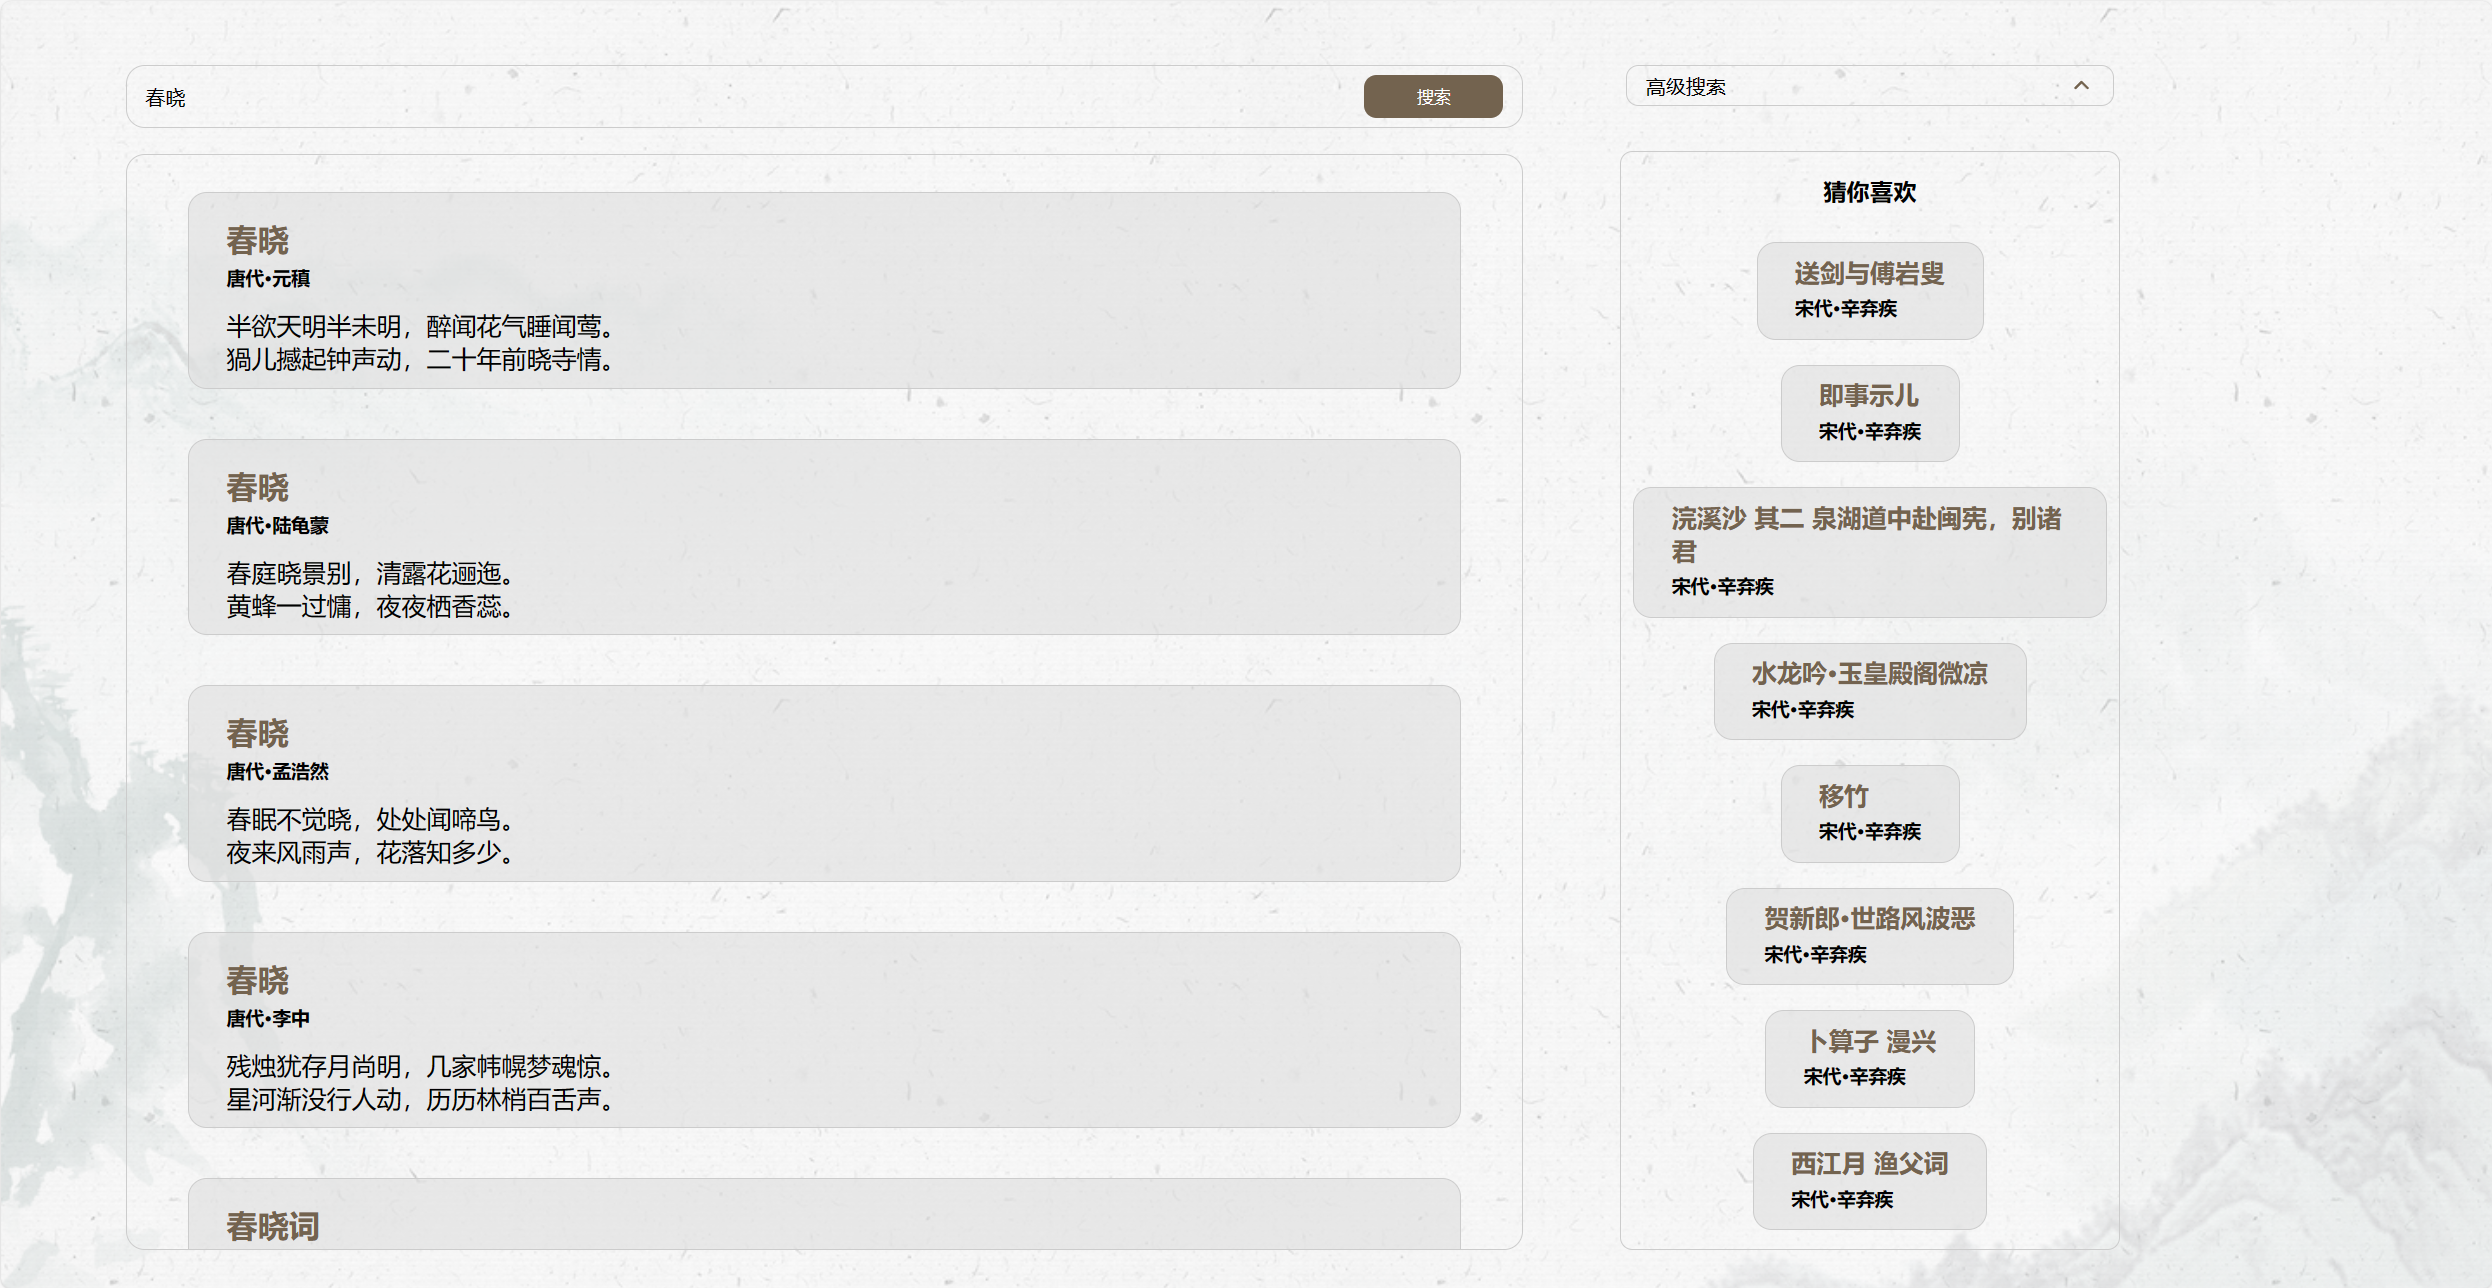 春晓
搜索
高级搜索
春晓
唐代•元稹
半欲天明半未明，醉闻花气睡闻莺。
猧儿撼起钟声动，二十年前晓寺情。
春晓
唐代•陆龟蒙
春庭晓景别，清露花逦迤。
黄蜂一过慵，夜夜栖香蕊。
春晓
唐代•孟浩然
春眠不觉晓，处处闻啼鸟。
夜来风雨声，花落知多少。
春晓
唐代•李中
残烛犹存月尚明，几家帏幌梦魂惊。
星河渐没行人动，历历林梢百舌声。
春晓词
猜你喜欢
送剑与傅岩叟
宋代•辛弃疾
即事示儿
宋代•辛弃疾
浣溪沙 其二 泉湖道中赴闽宪，别诸
君
宋代•辛弃疾
水龙吟•玉皇殿阁微凉
宋代•辛弃疾
移竹
宋代•辛弃疾
贺新郎•世路风波恶
宋代•辛弃疾
卜算子 漫兴
宋代•辛弃疾
西江月 渔父词
宋代•辛弃疾